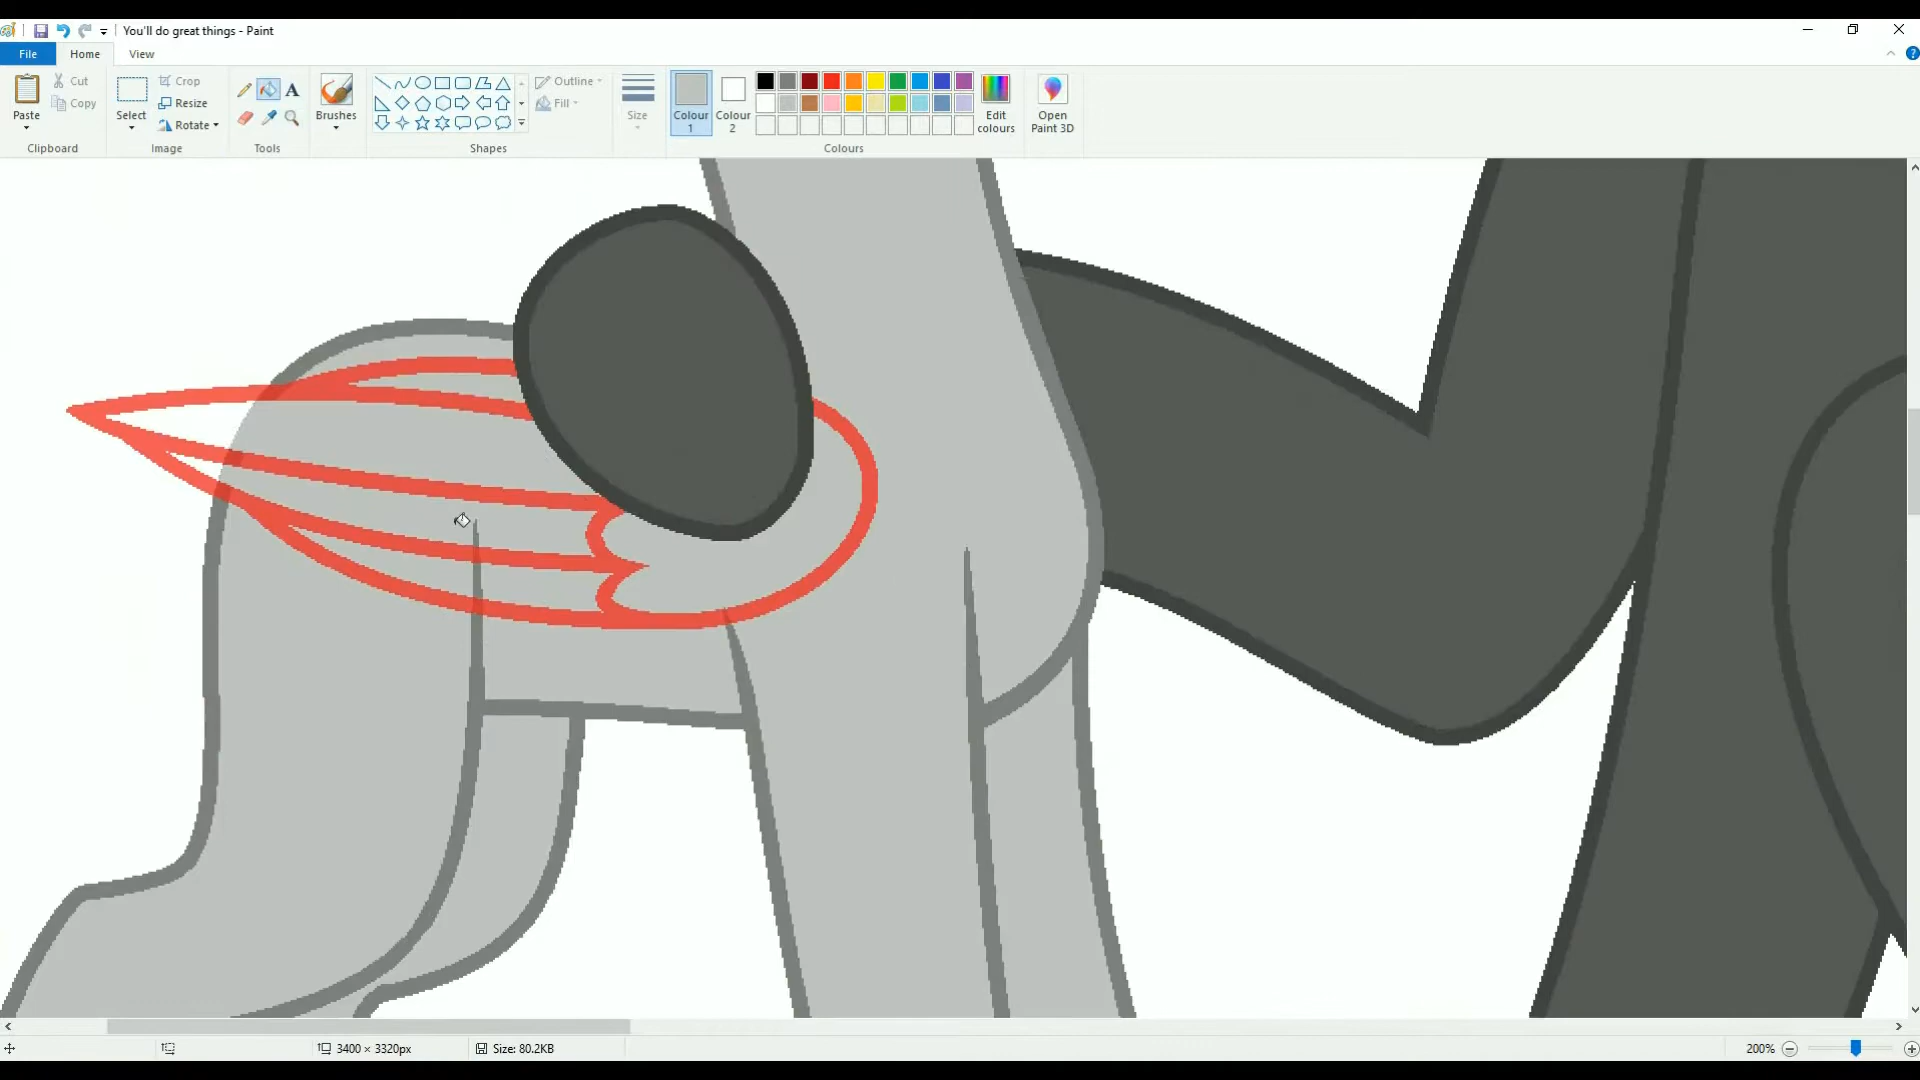 You'll do great things - Paint
File Home View
Cut
Copy
Paste
Crop
Resize
Rotate
Select
Brushes
Outline
Fill
Size
Colour 1
Colour 2
Edit colours
Open Paint 3D
Clipboard
Image
Tools
Shapes
Colours
A
?
3400 × 3320px
Size: 80.2KB
200%